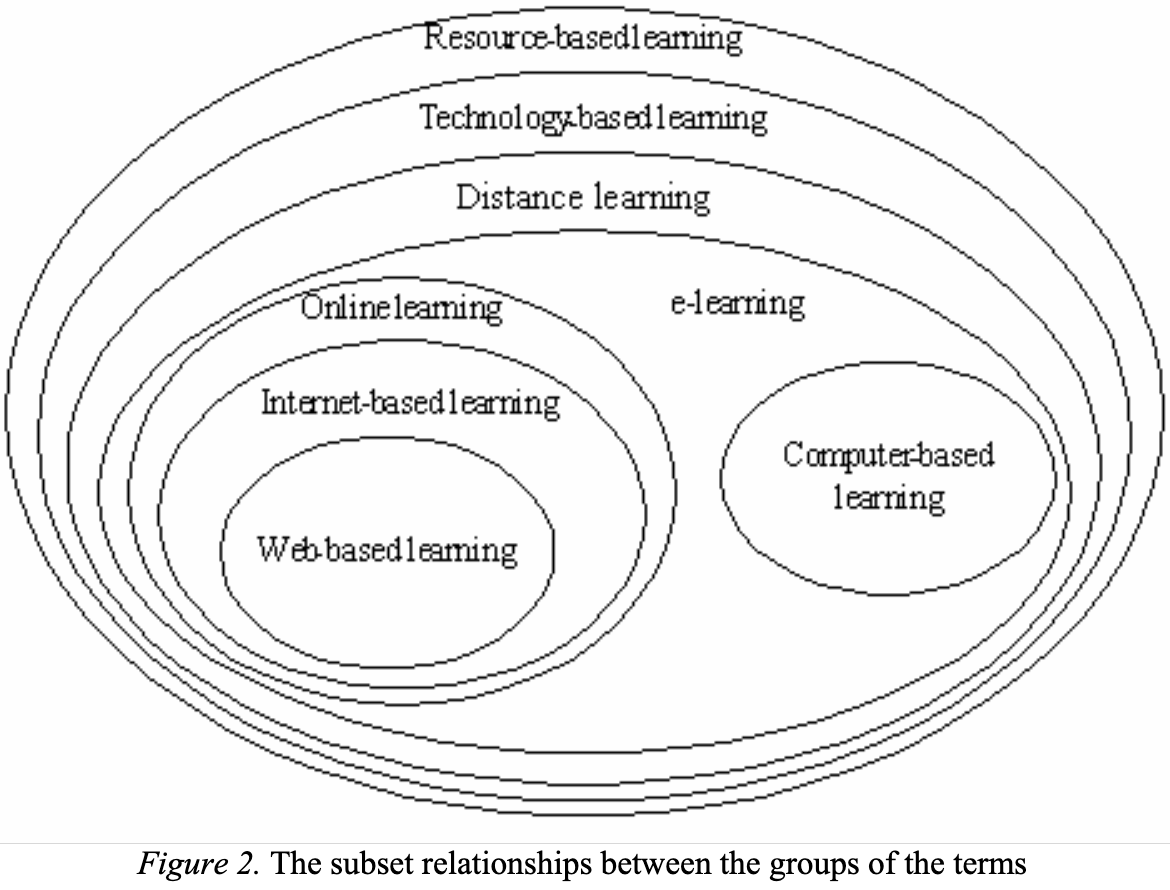 Resource-based learning
Technology-based learning
Distance learning
Online learning
e-learning
Internet-based learning
Computer-based
learning
Web-based learning
Figure 2. The subset relationships between the groups of the terms